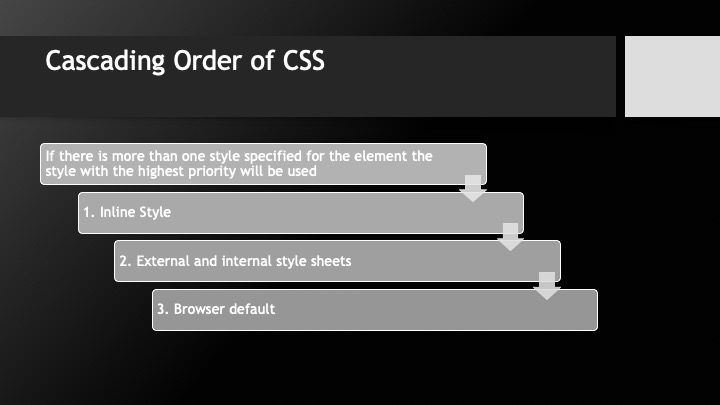 Cascading Order of CSS
If there is more than one style specified for the element the
style with the highest priority will be used
1. Inline Style
2. External and internal style sheets
3. Browser default